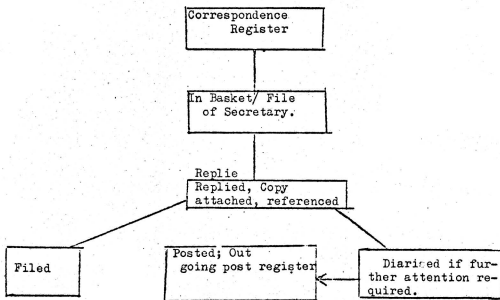 Correspondence
Register
In Basket/ File
of Secretary.
Replie
Replied, Copy
attached, referenced
Filed
Posted; Out
going post register
Diarised if fur-
ther attention re-
quired.